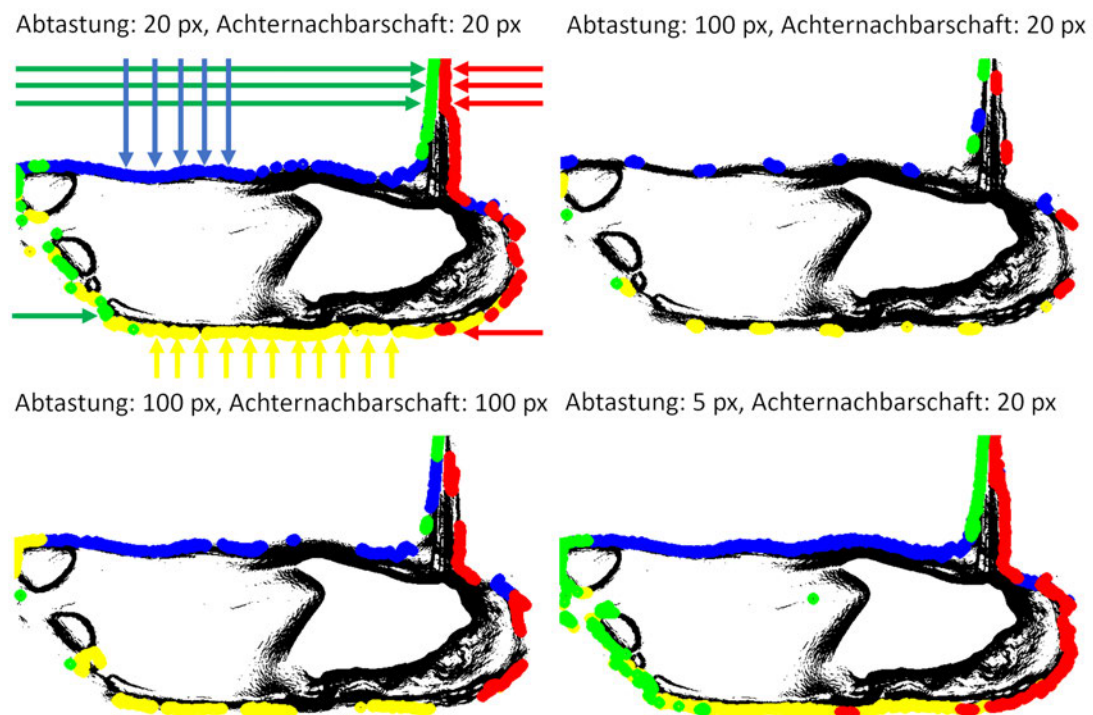 Abtastung: 20 px, Achternachbarschaft: 20 px
Abtastung: 100 px, Achternachbarschaft: 20 px
Abtastung: 100 px, Achternachbarschaft: 100 px
Abtastung: 5 px, Achternachbarschaft: 20 px